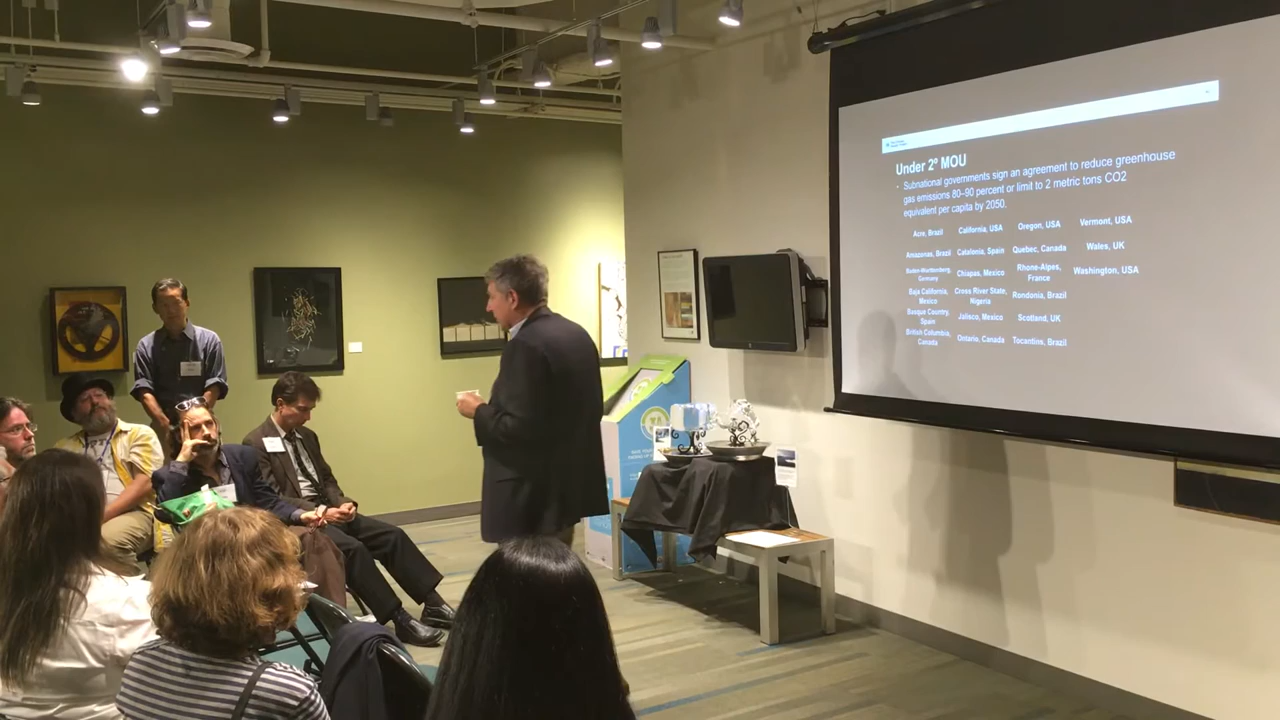 Under 2º MOU
• Subnational governments sign an agreement to reduce greenhouse
gas emissions 80–90 percent or limit to 2 metric tons CO2
equivalent per capita by 2050.
Acre, Brazil California, USA Oregon, USA Vermont, USA
Amazonas, Brazil Catalonia, Spain Quebec, Canada Wales, UK
Baden-Württemberg, Germany Chiapas, Mexico Rhone-Alpes, France Washington, USA
Baja California, Mexico Cross River State, Nigeria Rondonia, Brazil
Basque Country, Spain Jalisco, Mexico Scotland, UK
British Columbia, Canada Ontario, Canada Tocantins, Brazil